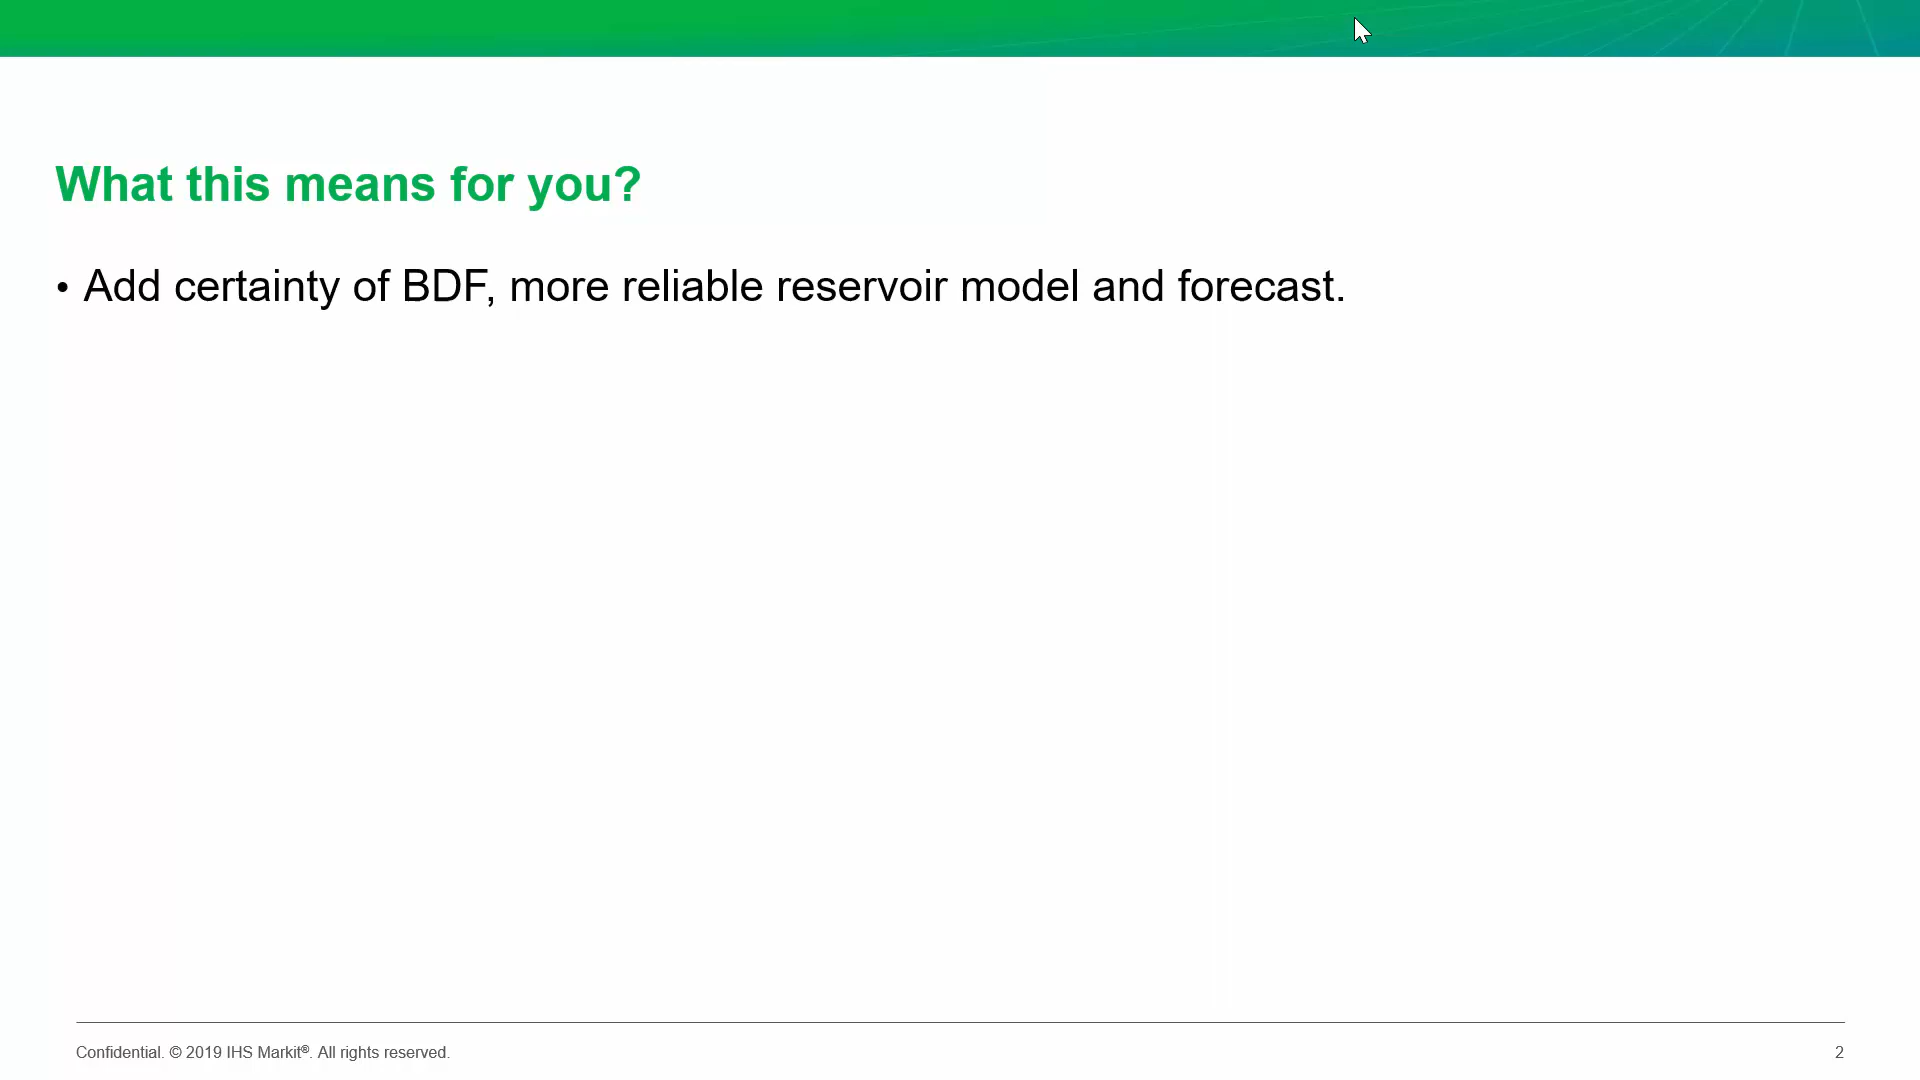 What this means for you?
• Add certainty of BDF, more reliable reservoir model and forecast.
Confidential. © 2019 IHS Markit®. All rights reserved.
2